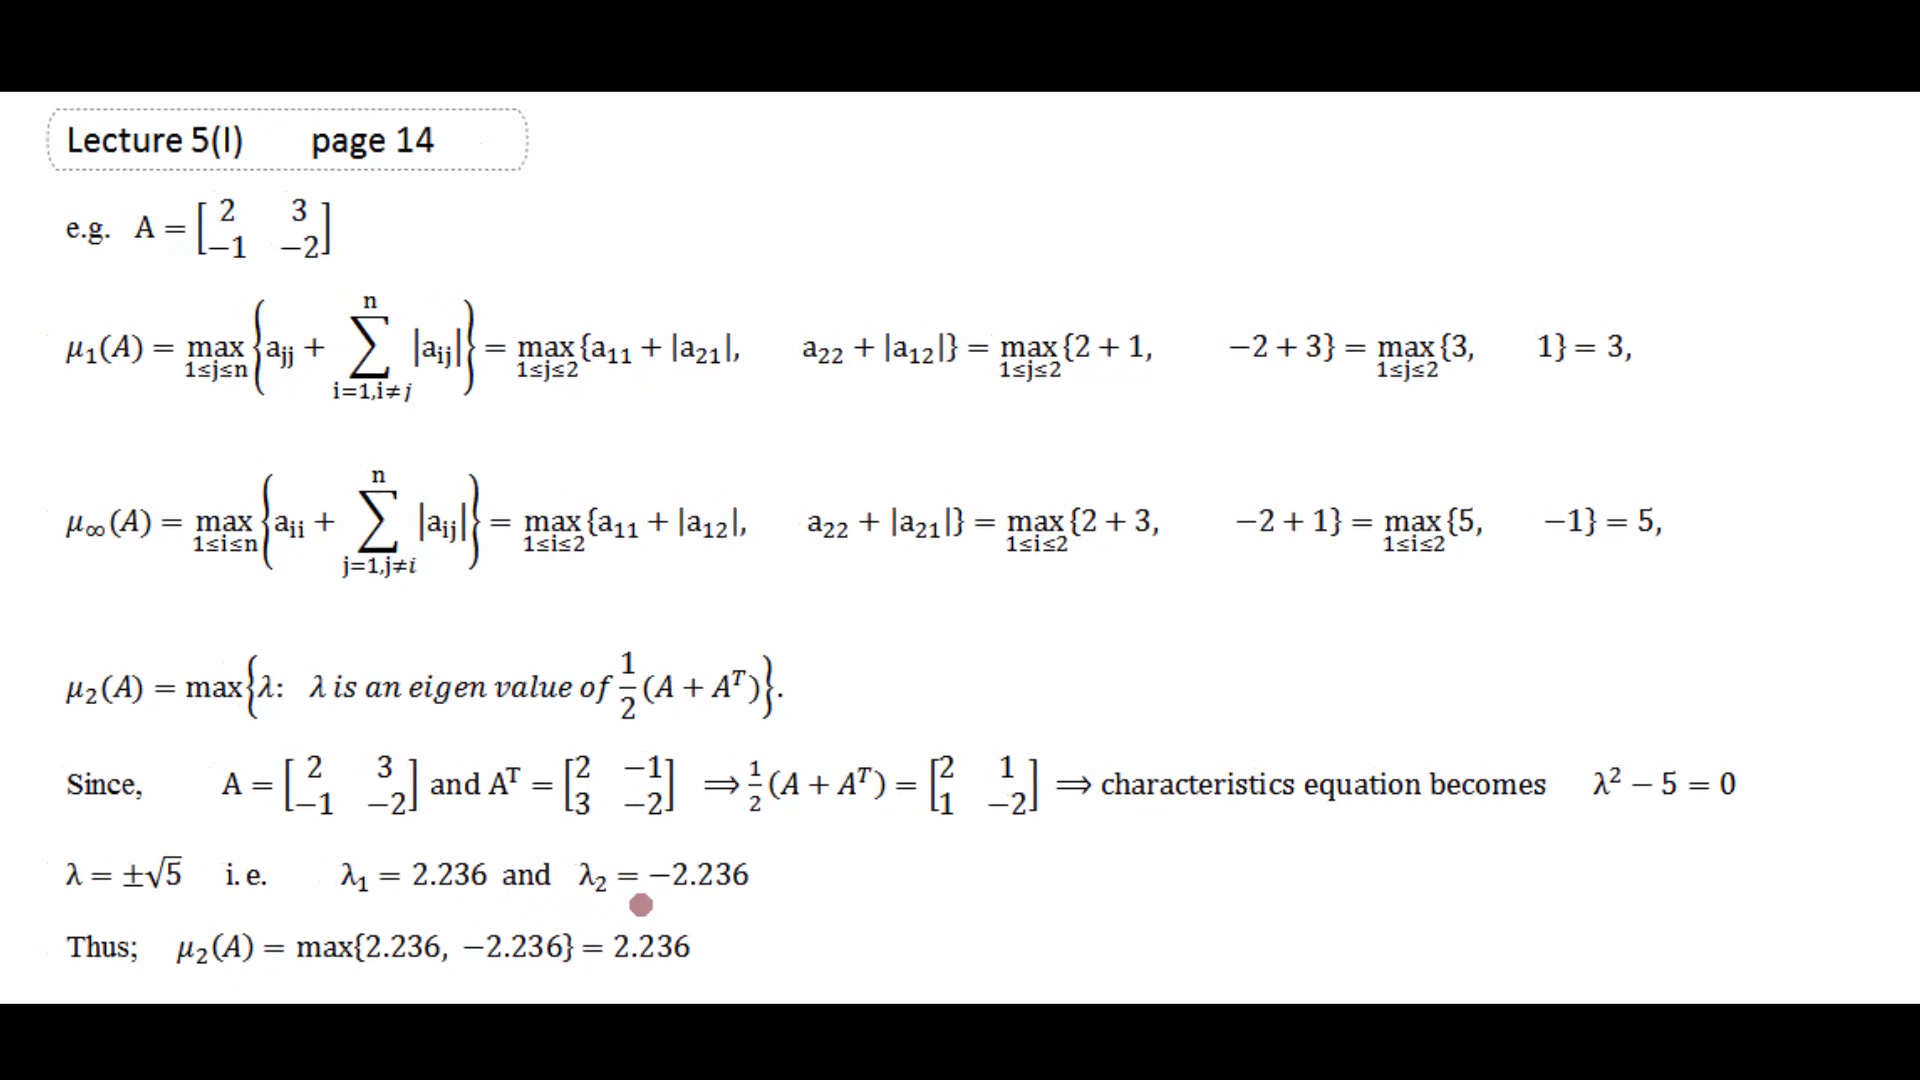 Lecture 5(I) page 14
e.g. A = [2 3; −1 −2]
μ₁(A) = max_{1≤j≤n} {a_jj + ∑_{i=1,i≠j}^{n} |a_ij|} = max_{1≤j≤2} {a₁₁ + |a₂₁|, a₂₂ + |a₁₂|} = max_{1≤j≤2} {2 + 1, −2 + 3} = max_{1≤j≤2} {3, 1} = 3,
μ∞(A) = max_{1≤i≤n} {a_ii + ∑_{j=1,j≠i}^{n} |a_ij|} = max_{1≤i≤2} {a₁₁ + |a₁₂|, a₂₂ + |a₂₁|} = max_{1≤i≤2} {2 + 3, −2 + 1} = max_{1≤i≤2} {5, −1} = 5,
μ₂(A) = max{λ: λ is an eigen value of 1/2 (A + Aᵀ)}.
Since, A = [2 3; −1 −2] and Aᵀ = [2 −1; 3 −2] ⟹ 1/2 (A + Aᵀ) = [2 1; 1 −2] ⟹ characteristics equation becomes λ² − 5 = 0
λ = ±√5 i.e. λ₁ = 2.236 and λ₂ = −2.236
Thus; μ₂(A) = max{2.236, −2.236} = 2.236